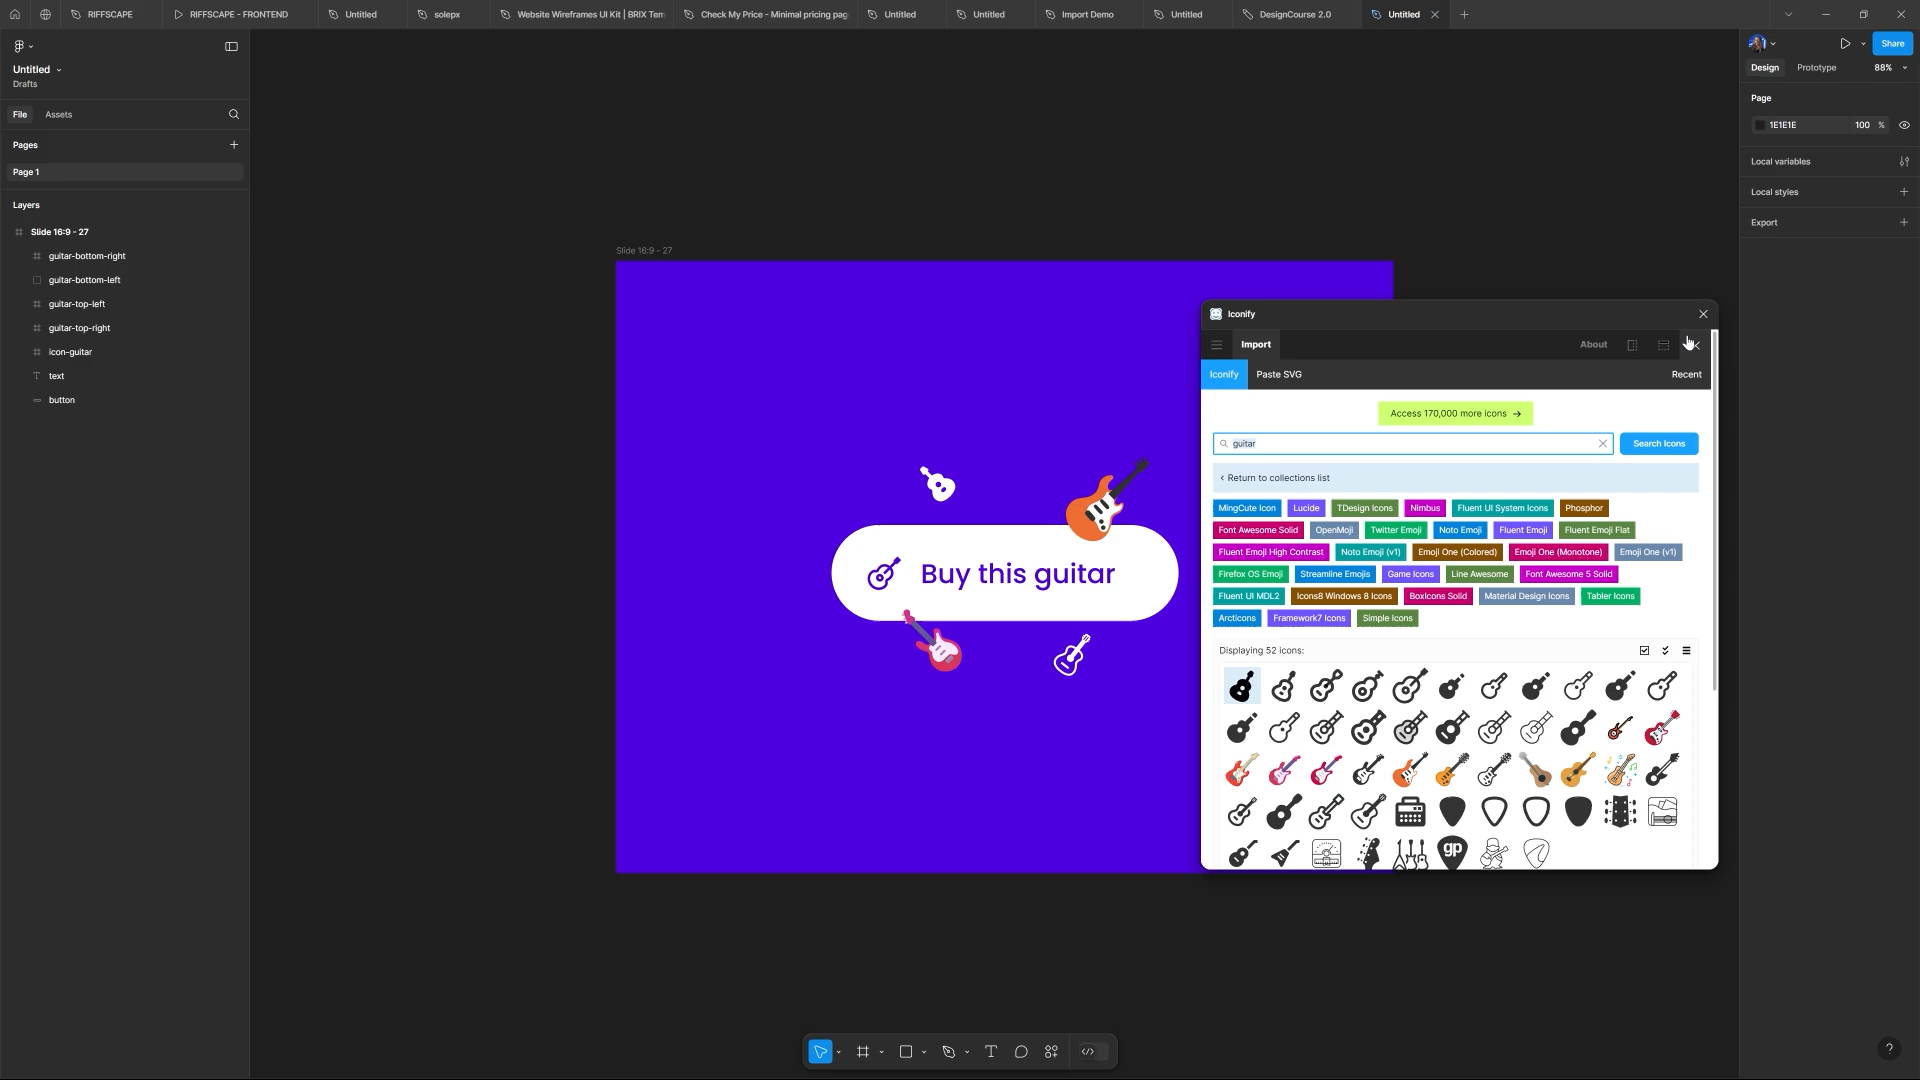 RIFFSCAPE
RIFFSCAPE - FRONTEND
Untitled
solepx
Website Wireframes UI Kit | BRIX Tem
Check My Price - Minimal pricing pag
Untitled
Untitled
Import Demo
Untitled
DesignCourse 2.0
Untitled
Untitled
Drafts
File
Assets
Pages
Page 1
Layers
Slide 16:9 - 27
guitar-bottom-right
guitar-bottom-left
guitar-top-left
guitar-top-right
icon-guitar
text
button
Slide 16:9 - 27
Buy this guitar
Iconify
Import
About
Iconify
Paste SVG
Recent
Access 170,000 more icons →
guitar
Search Icons
‹ Return to collections list
MingCute Icon Lucide TDesign Icons Nimbus Fluent UI System Icons Phosphor
Font Awesome Solid OpenMoji Twitter Emoji Noto Emoji Fluent Emoji Fluent Emoji Flat
Fluent Emoji High Contrast Noto Emoji (v1) Emoji One (Colored) Emoji One (Monotone) Emoji One (v1)
Firefox OS Emoji Streamline Emojis Game Icons Line Awesome Font Awesome 5 Solid
Fluent UI MDL2 Icons8 Windows 8 Icons BoxIcons Solid Material Design Icons Tabler Icons
Arcticons Framework7 Icons Simple Icons
Displaying 52 icons:
gp
Share
Design
Prototype
88%
Page
1E1E1E
100 %
Local variables
Local styles
Export
?